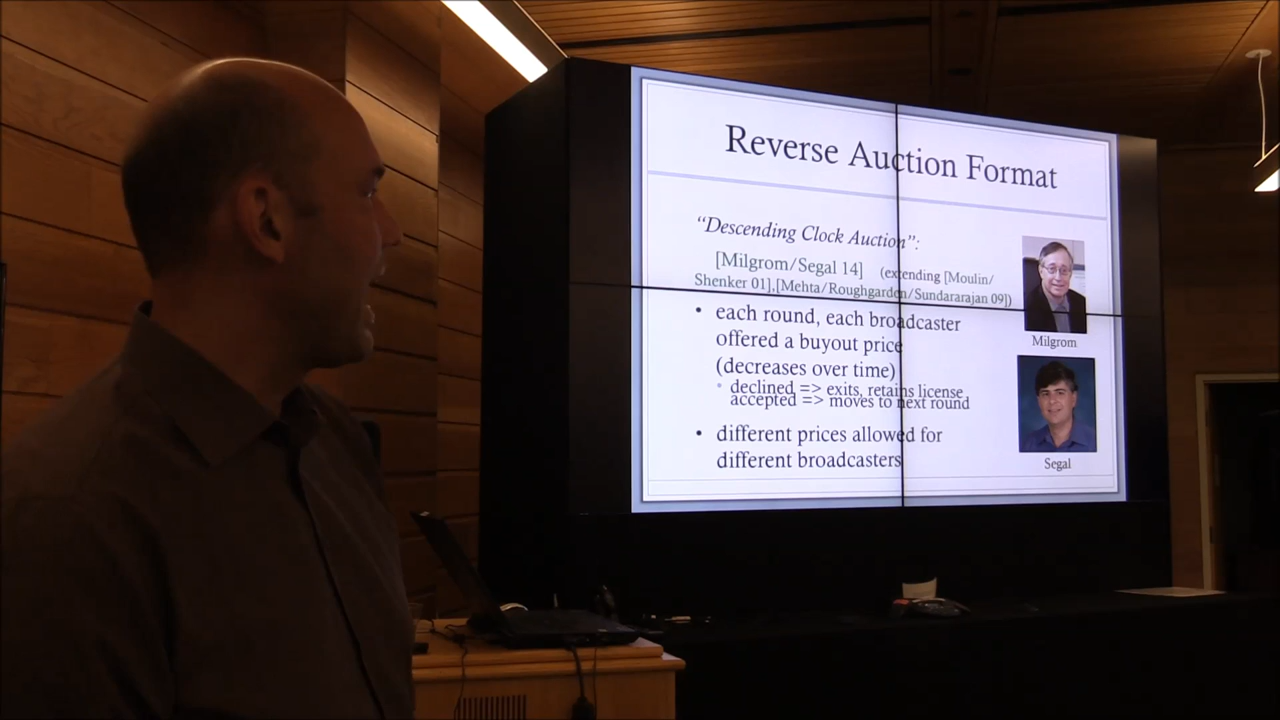 Reverse Auction Format
“Descending Clock Auction”:
[Milgrom/Segal 14] (extending [Moulin/
Shenker 01],[Mehta/Roughgarden/Sundararajan 09])
• each round, each broadcaster
offered a buyout price
(decreases over time)
• declined => exits, retains license
accepted => moves to next round
• different prices allowed for
different broadcasters
Milgrom
Segal